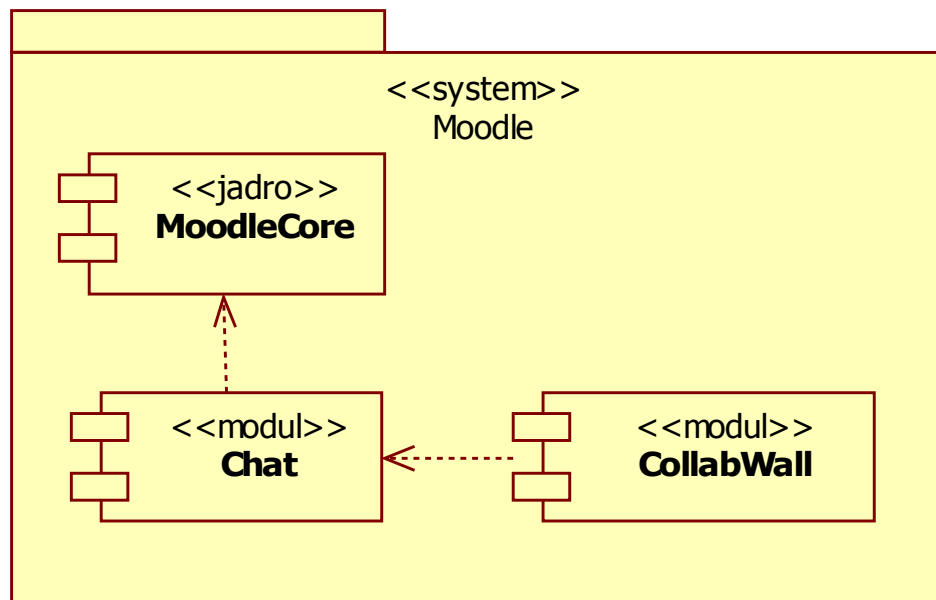 <<system>>
Moodle
<<jadro>>
MoodleCore
<<modul>>
Chat
<<modul>>
CollabWall